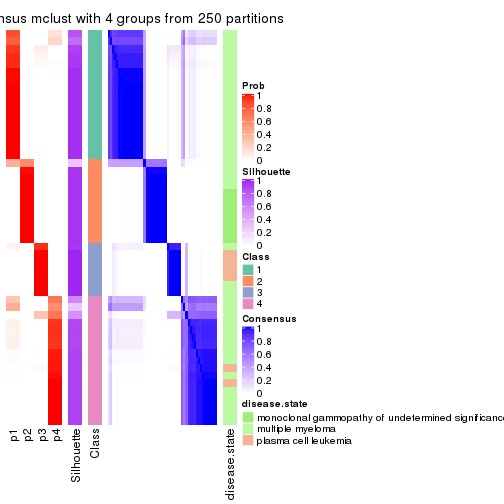 nsus mclust with 4 groups from 250 partitions
Prob
1
0.8
0.6
0.4
0.2
0
Silhouette
1
0.8
0.6
0.4
0.2
0
Class
1
2
3
4
Consensus
1
0.8
0.6
0.4
0.2
0
disease.state
monoclonal gammopathy of undetermined significance
multiple myeloma
plasma cell leukemia
p1
p2
p3
p4
Silhouette
Class
disease.state